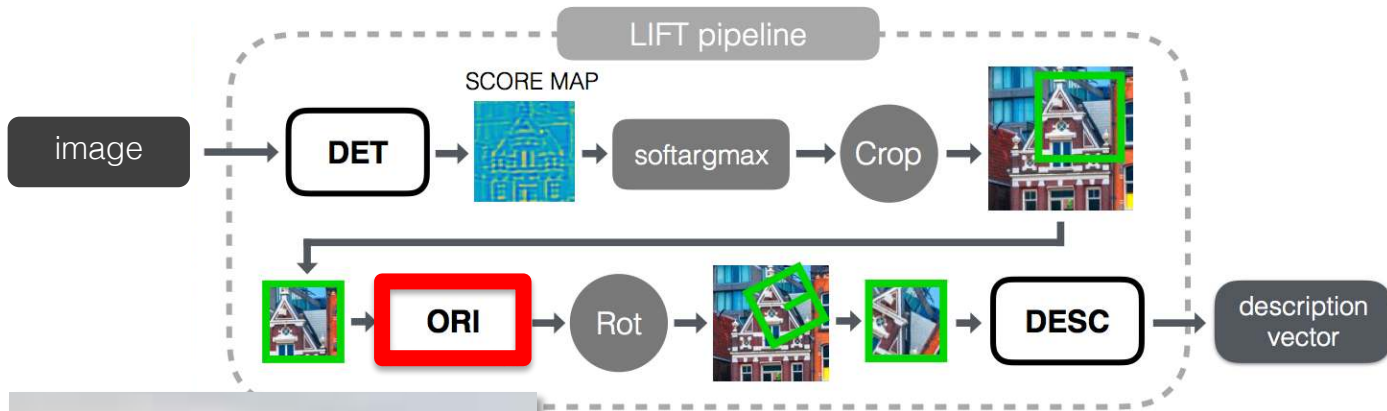 LIFT pipeline
SCORE MAP
image
DET
softargmax
Crop
ORI
Rot
DESC
description
vector